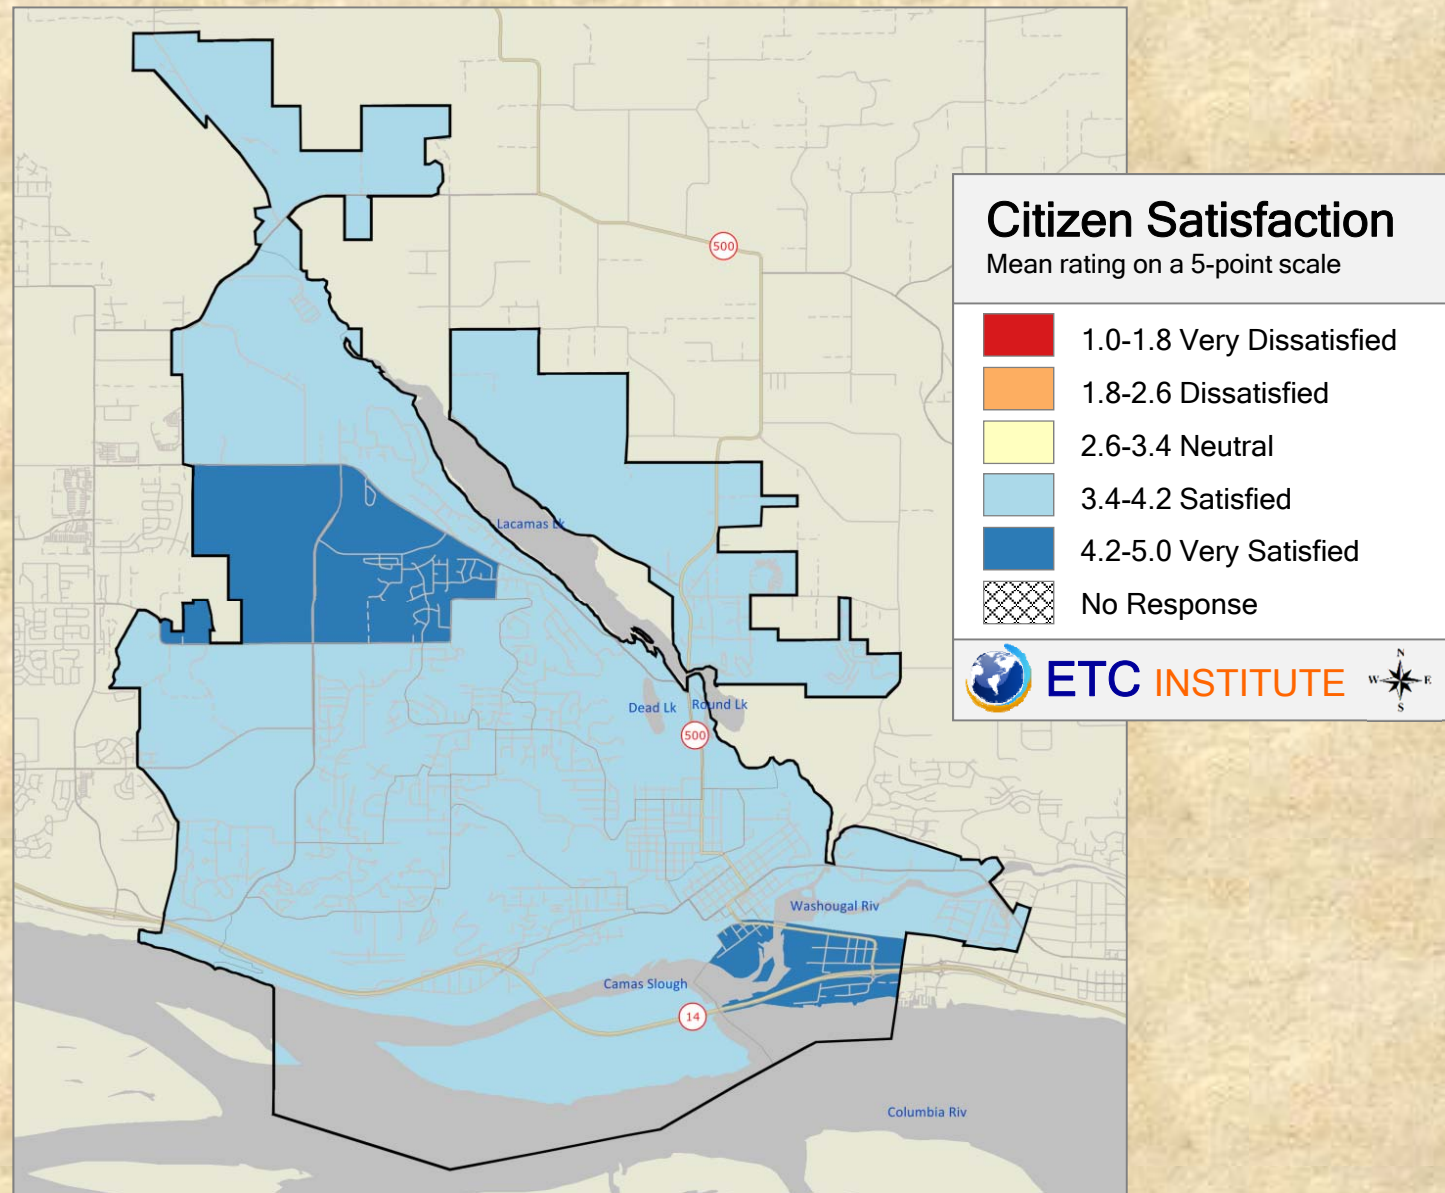 500
Citizen Satisfaction
Mean rating on a 5-point scale
1.0-1.8 Very Dissatisfied
1.8-2.6 Dissatisfied
2.6-3.4 Neutral
3.4-4.2 Satisfied
4.2-5.0 Very Satisfied
No Response
ETC INSTITUTE
N
W E
S
Lacamas Lk
Dead Lk
Round Lk
500
Washougal Riv
Camas Slough
14
Columbia Riv